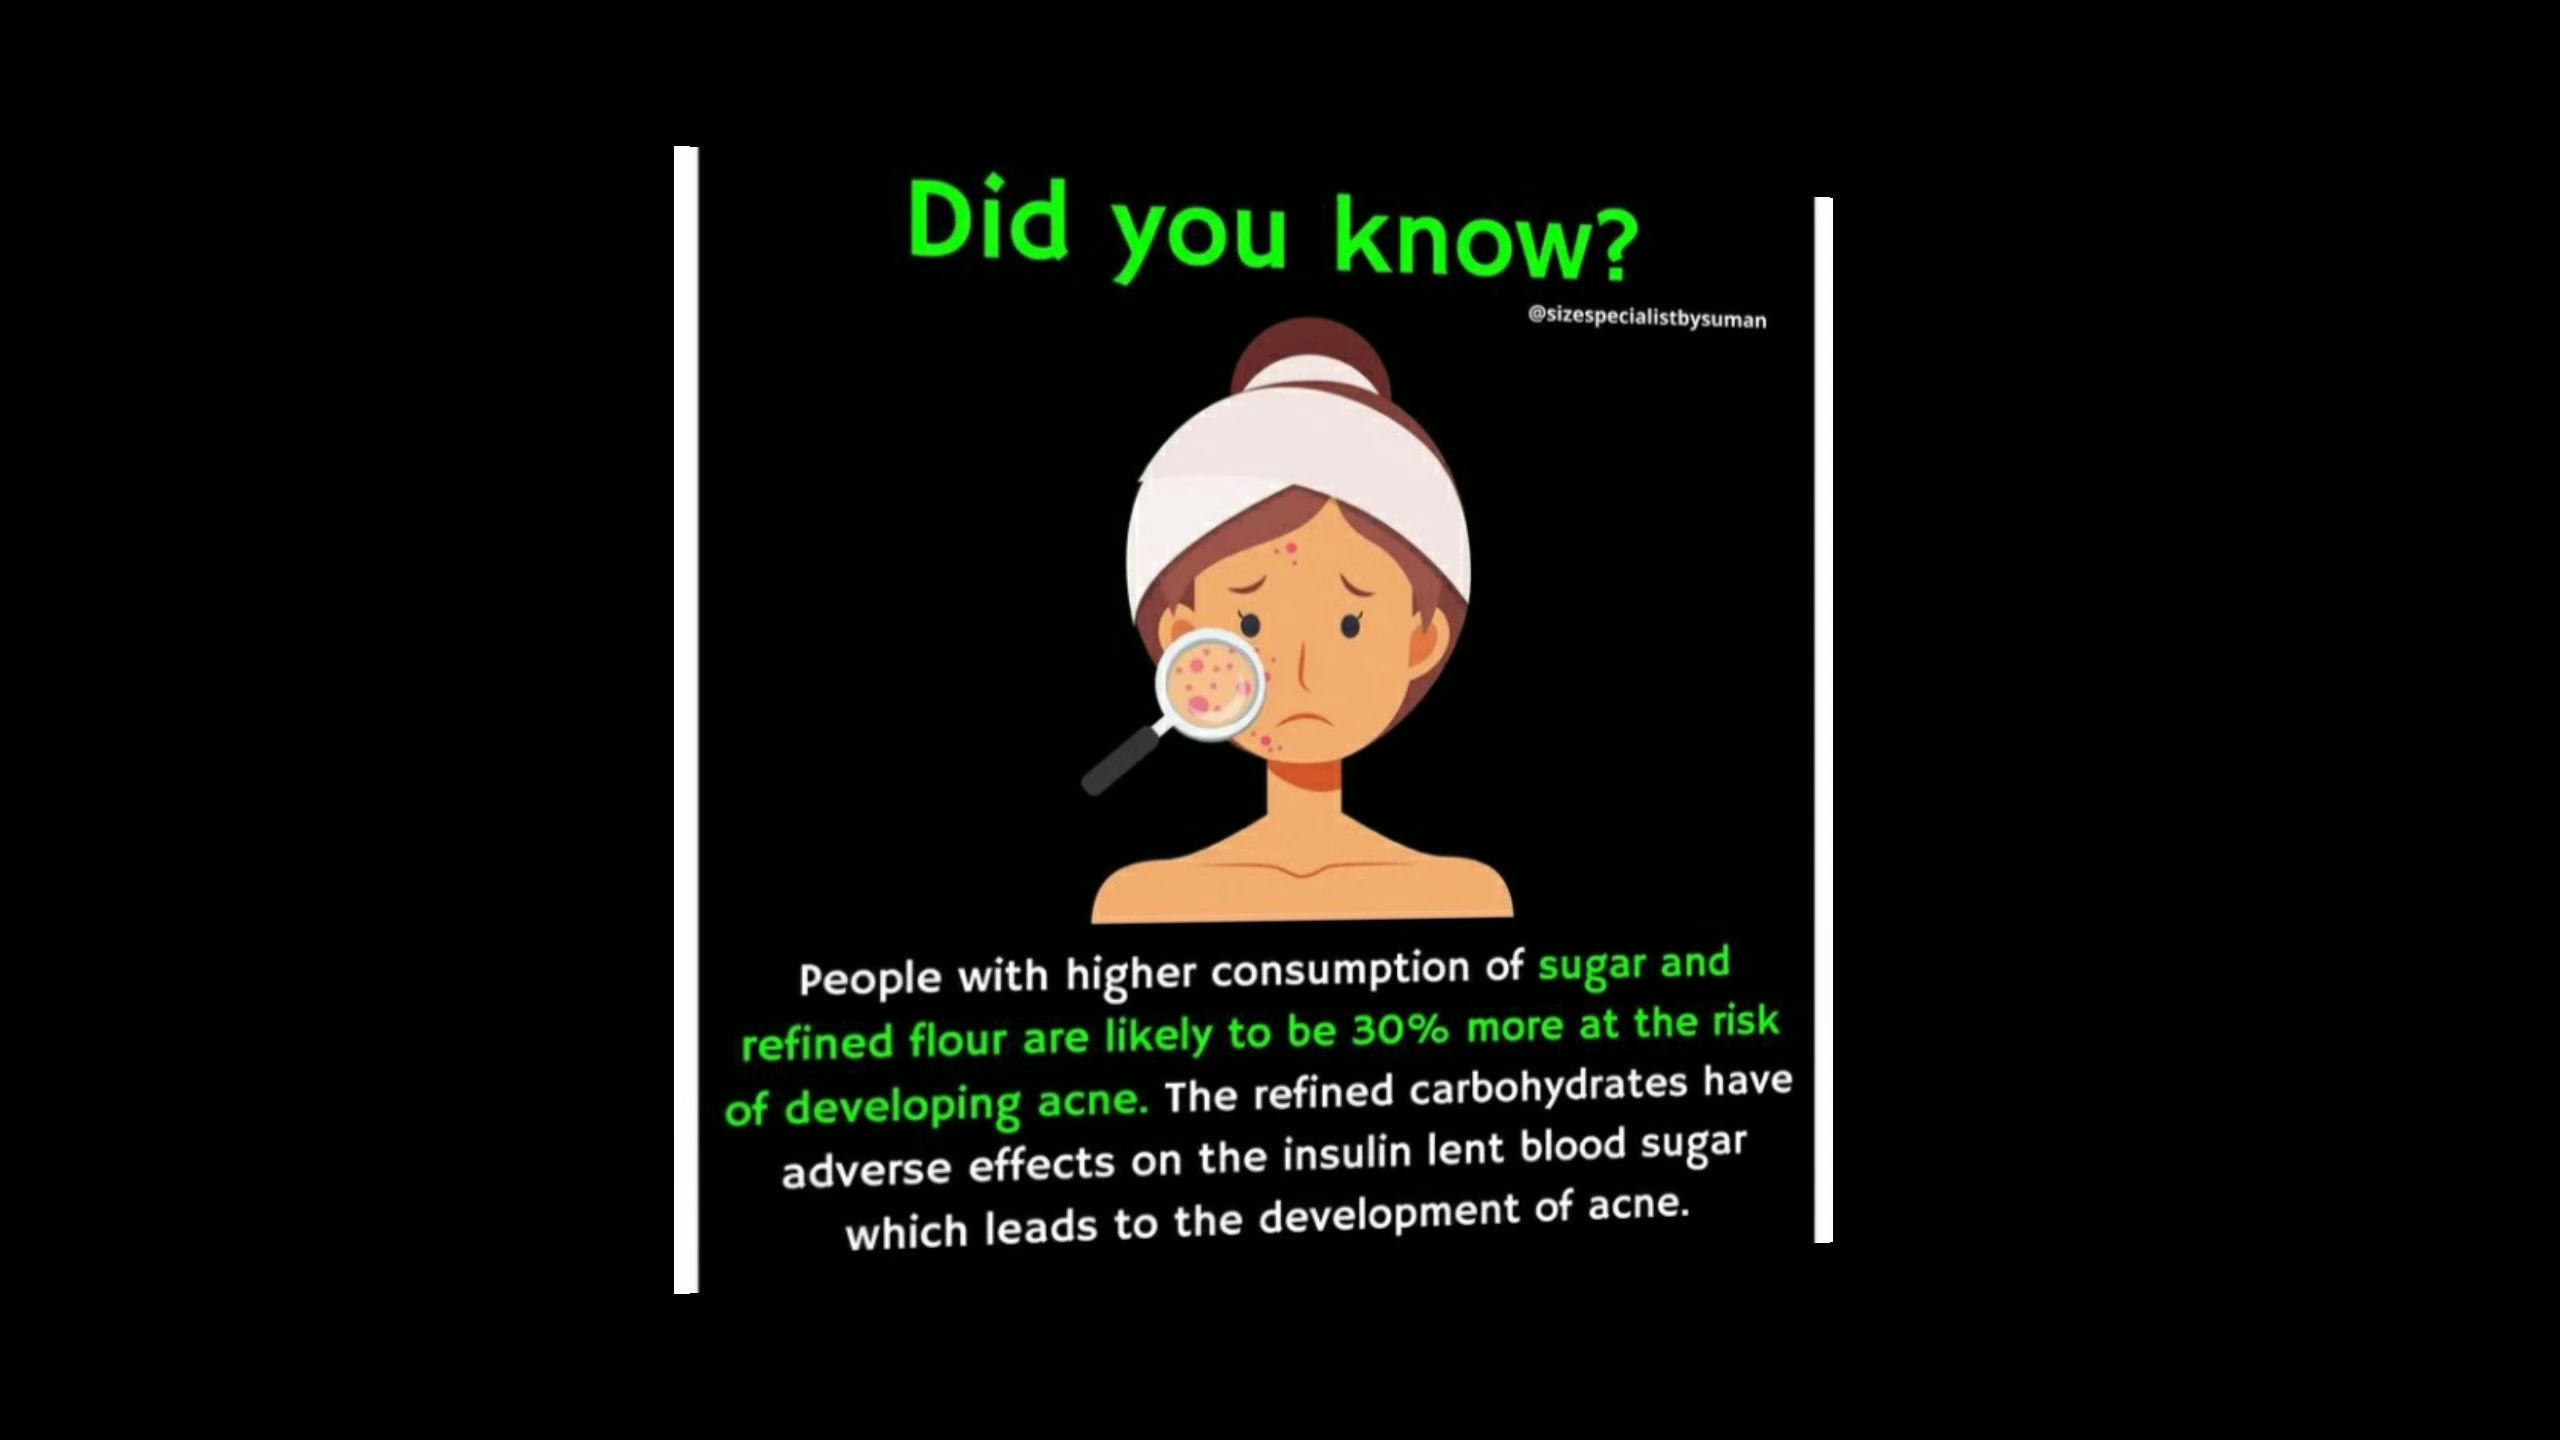 Did you know?
@sizespecialistbysuman
People with higher consumption of sugar and
refined flour are likely to be 30% more at the risk
of developing acne. The refined carbohydrates have
adverse effects on the insulin lent blood sugar
which leads to the development of acne.